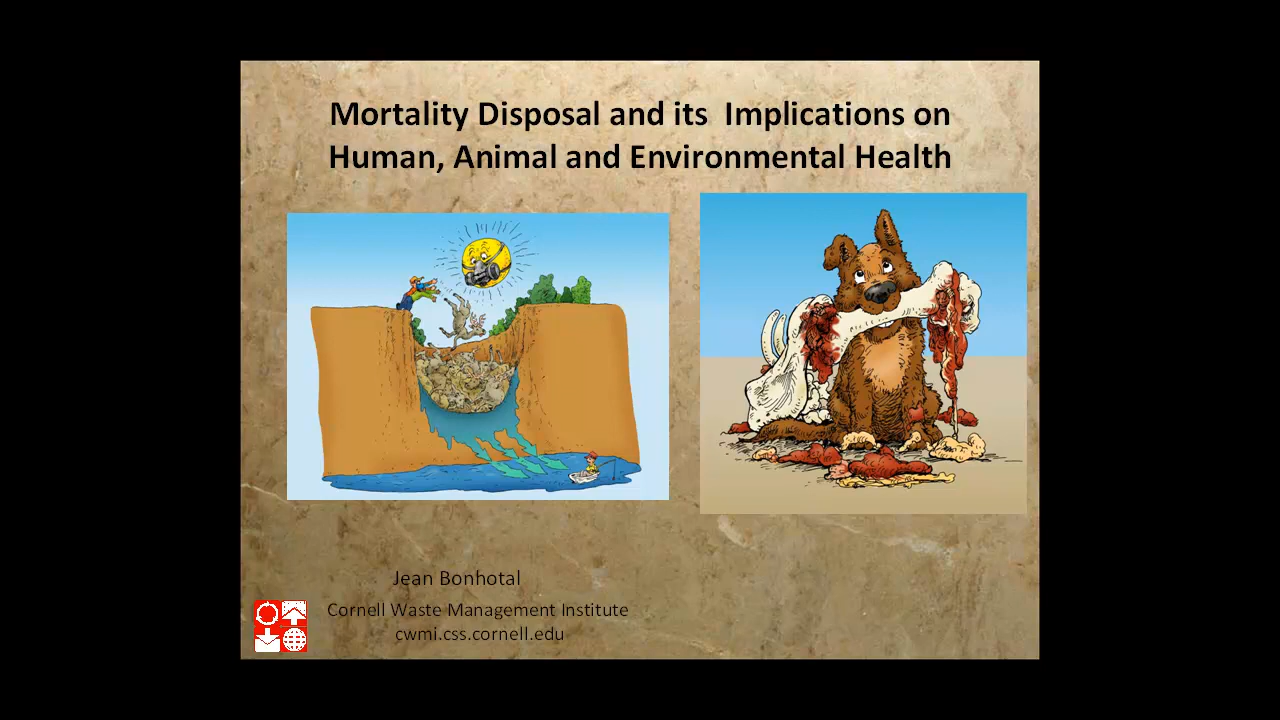 Mortality Disposal and its  Implications on
Human, Animal and Environmental Health
Jean Bonhotal
Cornell Waste Management Institute
cwmi.css.cornell.edu